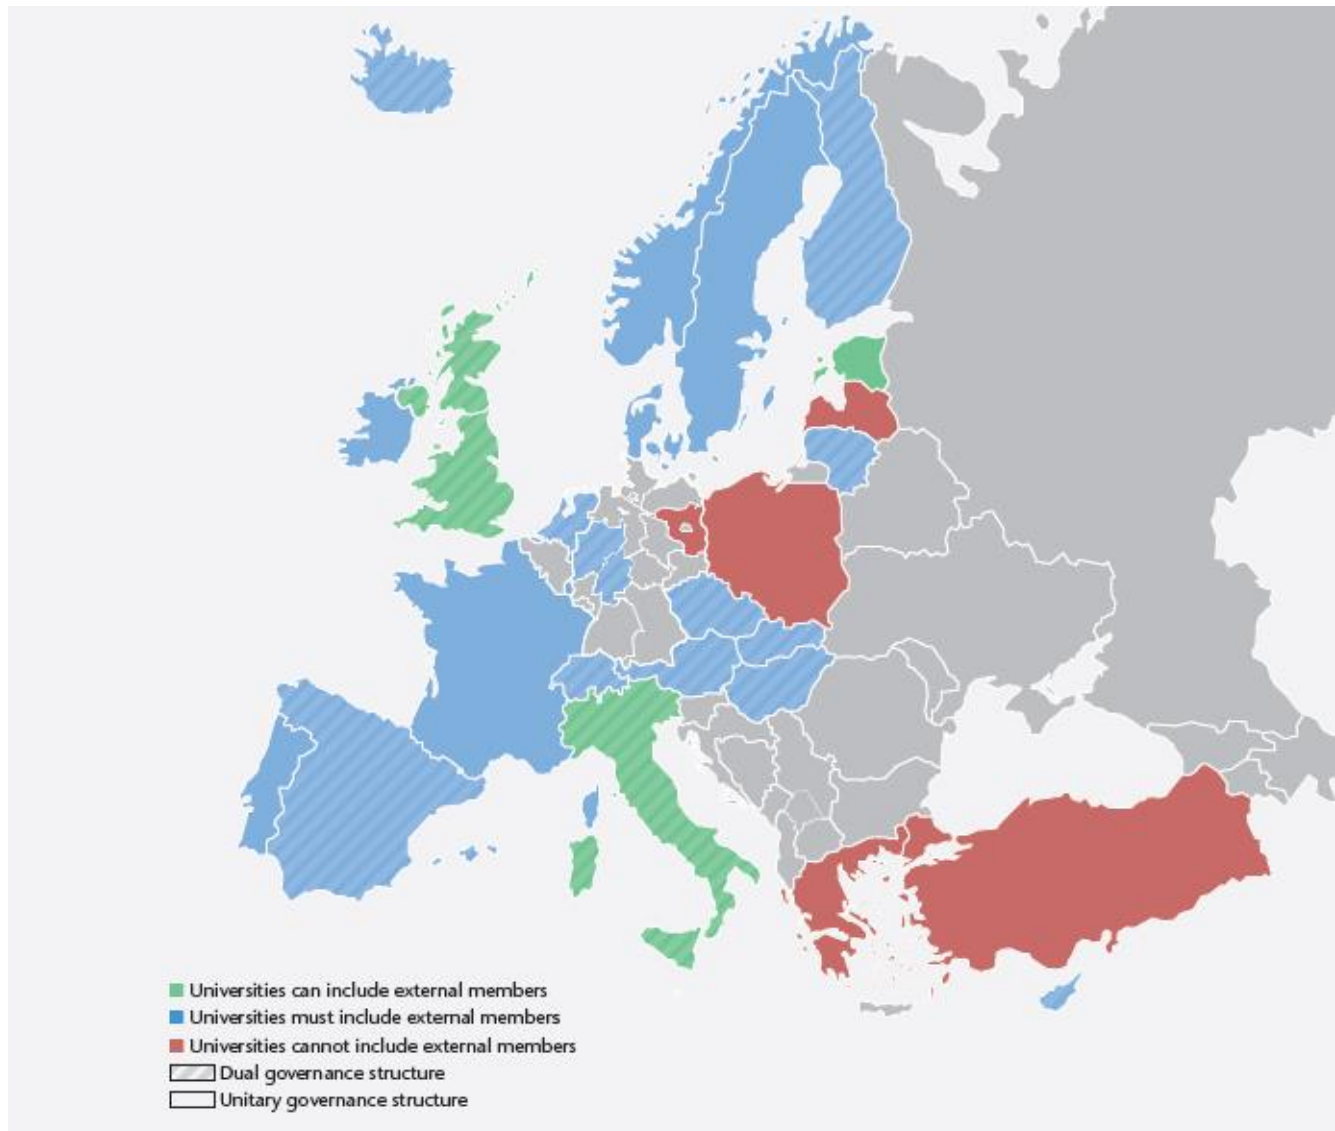 Universities can include external members
Universities must include external members
Universities cannot include external members
Dual governance structure
Unitary governance structure